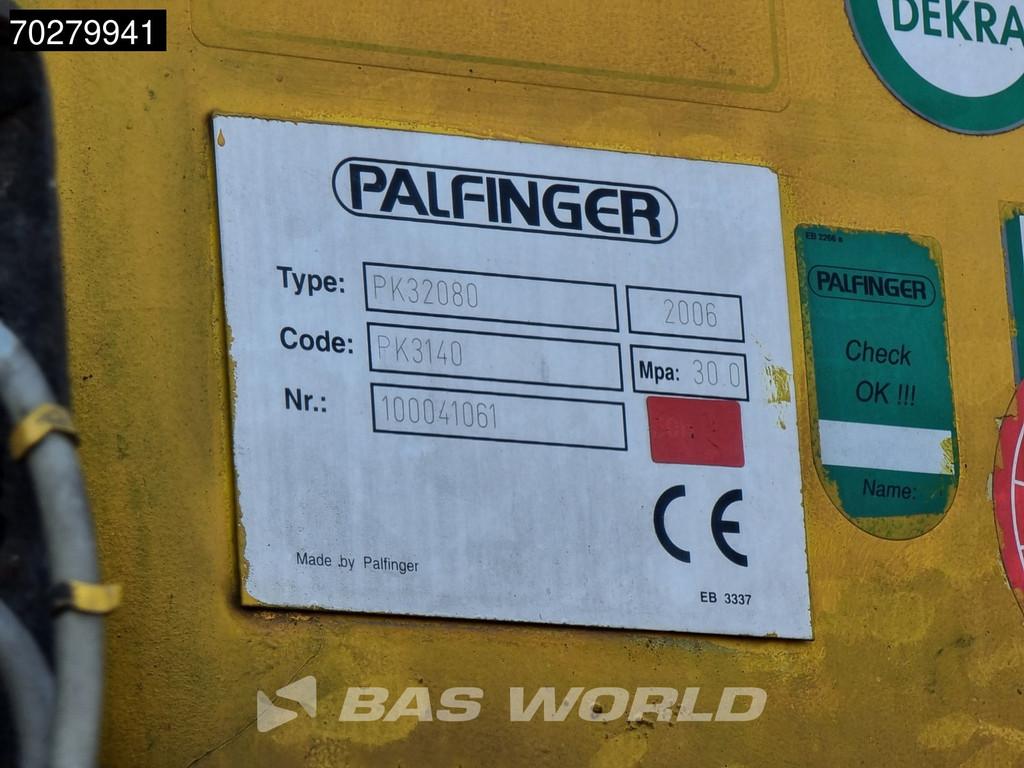 70279941
DEKRA
PALFINGER
Type: PK32080 2006
Code: PK3140 Mpa: 30.0
Nr.: 100041061
CE
Made by Palfinger
EB 3337
EB 2266
PALFINGER
Check
OK !!!
Name:
BAS WORLD